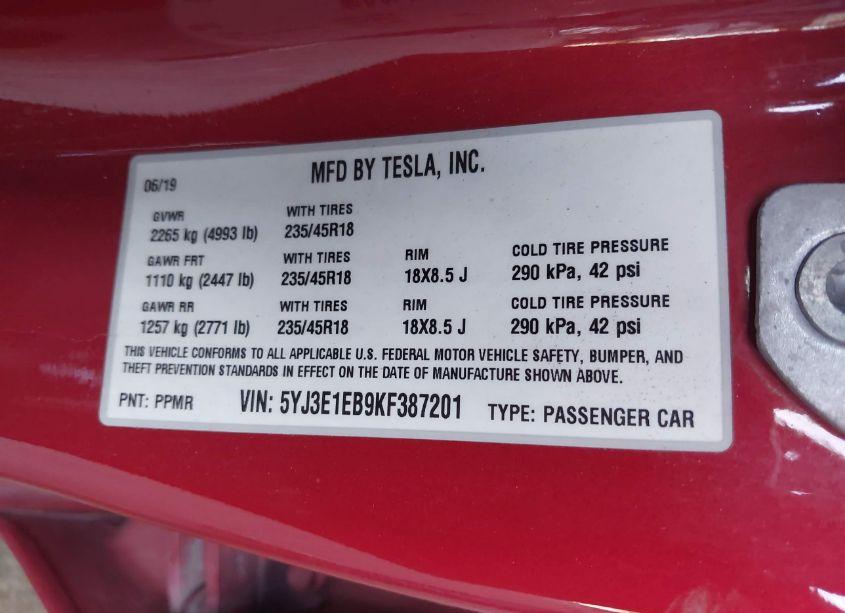 06/19 MFD BY TESLA, INC.
GVWR WITH TIRES
2265 kg (4993 lb) 235/45R18
GAWR FRT WITH TIRES RIM COLD TIRE PRESSURE
1110 kg (2447 lb) 235/45R18 18X8.5 J 290 kPa, 42 psi
GAWR RR WITH TIRES RIM COLD TIRE PRESSURE
1257 kg (2771 lb) 235/45R18 18X8.5 J 290 kPa, 42 psi
THIS VEHICLE CONFORMS TO ALL APPLICABLE U.S. FEDERAL MOTOR VEHICLE SAFETY, BUMPER, AND
THEFT PREVENTION STANDARDS IN EFFECT ON THE DATE OF MANUFACTURE SHOWN ABOVE.
PNT: PPMR VIN: 5YJ3E1EB9KF387201 TYPE: PASSENGER CAR